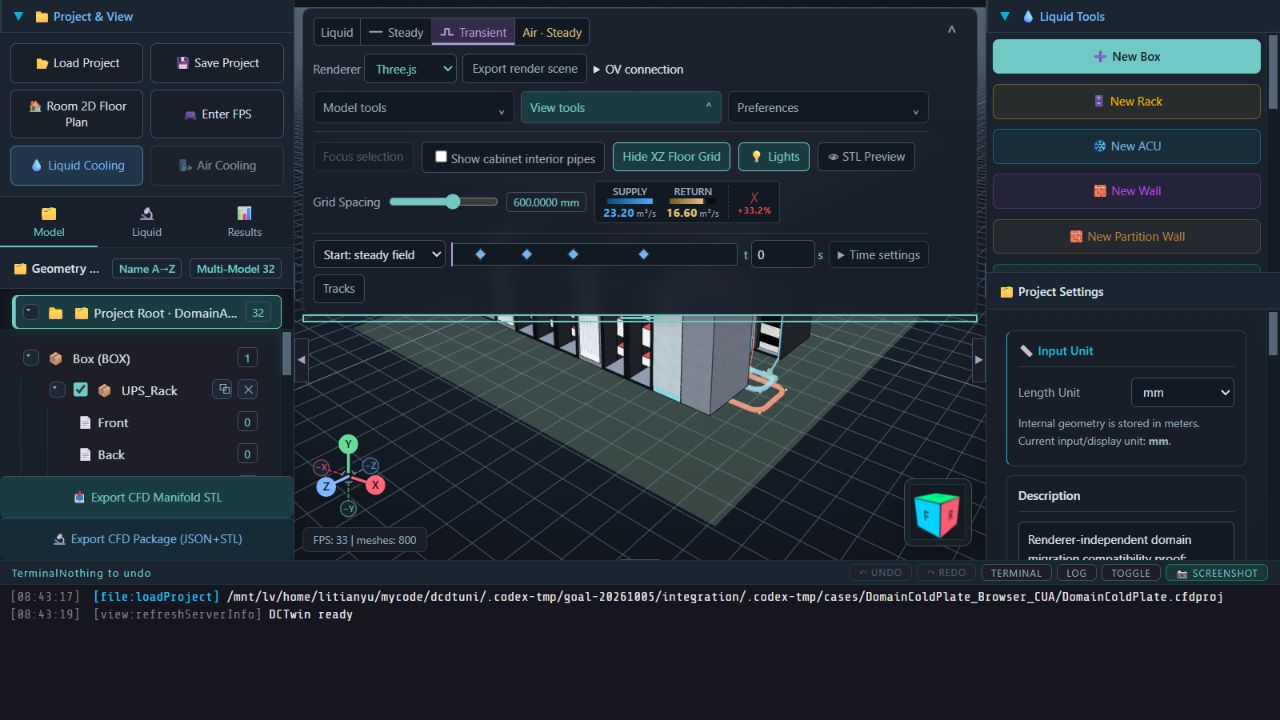 Project & View
Load Project
Save Project
Room 2D Floor Plan
Enter FPS
Liquid Cooling
Air Cooling
Model
Liquid
Results
Geometry ...
Name A→Z
Multi-Model 32
Project Root · DomainA...
32
Box (BOX)
1
UPS_Rack
Front
0
Back
0
Export CFD Manifold STL
Export CFD Package (JSON+STL)
Liquid
Steady
Transient
Air · Steady
Renderer
Three.js
Export render scene
OV connection
Model tools
View tools
Preferences
Focus selection
Show cabinet interior pipes
Hide XZ Floor Grid
Lights
STL Preview
Grid Spacing
600.0000 mm
SUPPLY
23.20 m³/s
RETURN
16.60 m³/s
X
+33.2%
Start: steady field
t
0
s
Time settings
Tracks
Y
-X
-Z
Z
X
-Y
F
R
FPS: 33 | meshes: 800
Liquid Tools
New Box
New Rack
New ACU
New Wall
New Partition Wall
Project Settings
Input Unit
Length Unit
mm
Internal geometry is stored in meters.
Current input/display unit: mm.
Description
Renderer-independent domain
migration compatibility proof;
TerminalNothing to undo
UNDO
REDO
TERMINAL
LOG
TOGGLE
SCREENSHOT
[08:43:17] [file:loadProject] /mnt/lv/home/litianyu/mycode/dcdtuni/.codex-tmp/goal-20261005/integration/.codex-tmp/cases/DomainColdPlate_Browser_CUA/DomainColdPlate.cfdproj
[08:43:19] [view:refreshServerInfo] DCTwin ready